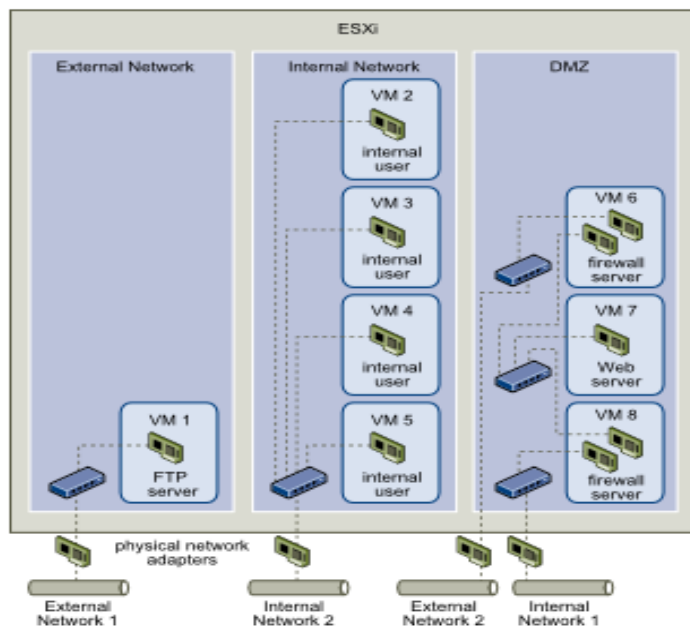 ESXi
External Network
VM 1
FTP
server
Internal Network
VM 2
internal
user
VM 3
internal
user
VM 4
internal
user
VM 5
internal
user
DMZ
VM 6
firewall
server
VM 7
Web
server
VM 8
firewall
server
physical network
adapters
External
Network 1
Internal
Network 2
External
Network 2
Internal
Network 1